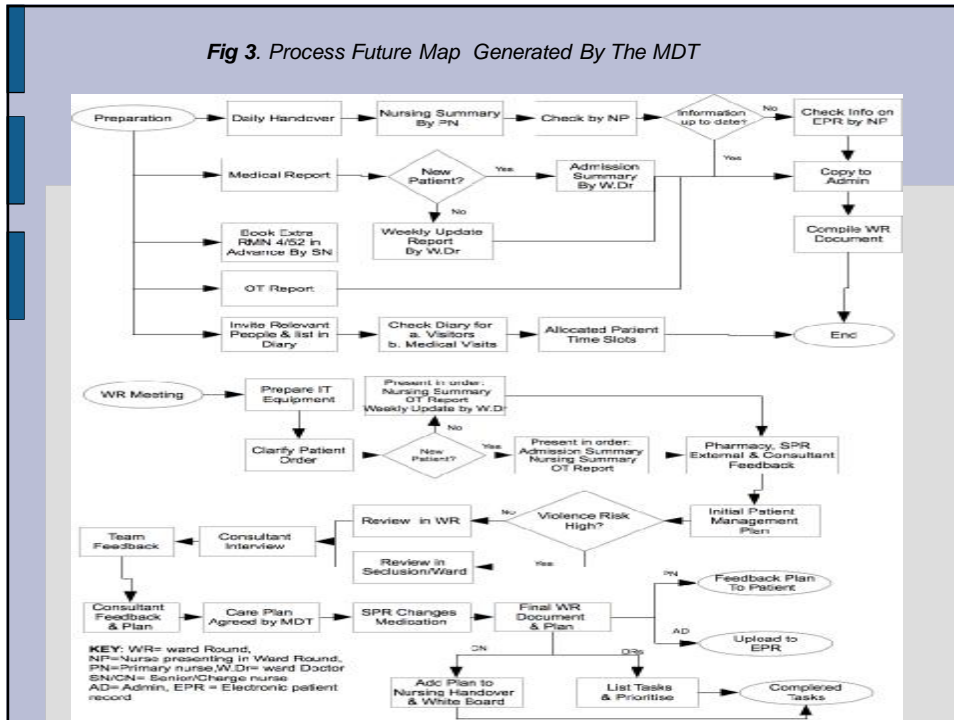 Fig 3. Process Future Map Generated By The MDT
Preparation
Daily Handover
Nursing Summary
By PN
Check by NP
Information
up to date?
No
Check Info on
EPR by NP
Yes
Medical Report
New
Patient?
Yes
Admission
Summary
By W.Dr
Copy to
Admin
No
Book Extra
RMN 4/52 in
Advance By SN
Weekly Update
Report
By W.Dr
Compile WR
Document
OT Report
Invite Relevant
People & list in
Diary
Check Diary for
a. Visitors
b. Medical Visits
Allocated Patient
Time Slots
End
WR Meeting
Prepare IT
Equipment
Present in order:
Nursing Summary
OT Report
Weekly Update by W.Dr
No
Clarify Patient
Order
New
Patient?
Yes
Present in order:
Admission Summary
Nursing Summary
OT Report
Pharmacy, SPR
External & Consultant
Feedback
Team
Feedback
Consultant
Interview
Review in WR
No
Violence Risk
High?
Initial Patient
Management
Plan
Review in
Seclusion/Ward
Yes
PN
Feedback Plan
To Patient
Consultant
Feedback
& Plan
Care Plan
Agreed by MDT
SPR Changes
Medication
Final WR
Document
& Plan
AD
Upload to
EPR
KEY: WR= ward Round,
NP=Nurse presenting in Ward Round,
PN=Primary nurse,W.Dr= ward Doctor
SN/CN= Senior/Charge nurse
AD= Admin, EPR = Electronic patient
record
CN
DRs
Add Plan to
Nursing Handover
& White Board
List Tasks
& Prioritise
Completed
Tasks